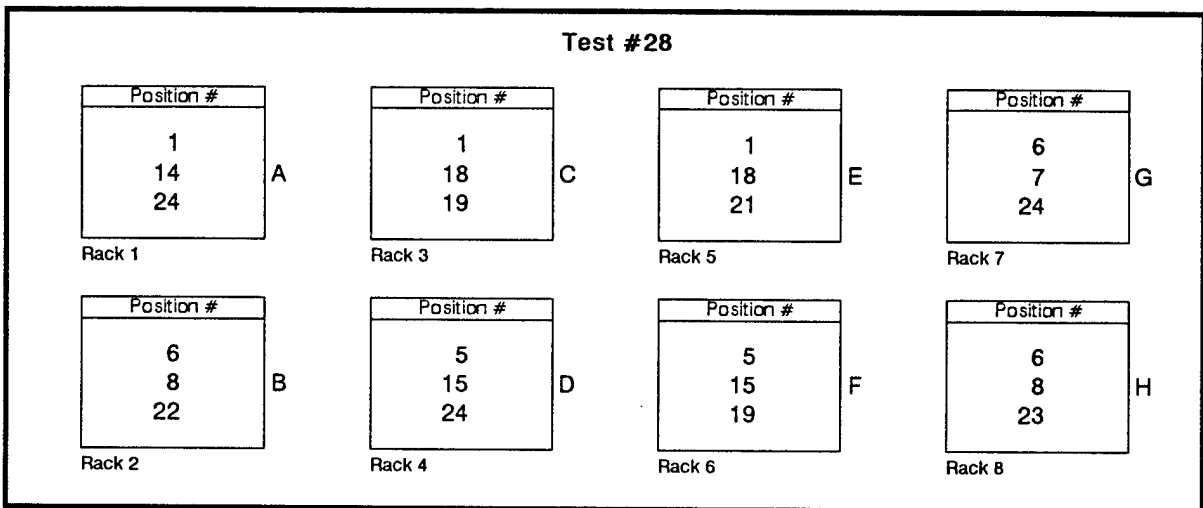 Test #28
Position #
1
14
24
A
Rack 1
Position #
1
18
19
C
Rack 3
Position #
1
18
21
E
Rack 5
Position #
6
7
24
G
Rack 7
Position #
6
8
22
B
Rack 2
Position #
5
15
24
D
Rack 4
Position #
5
15
19
F
Rack 6
Position #
6
8
23
H
Rack 8